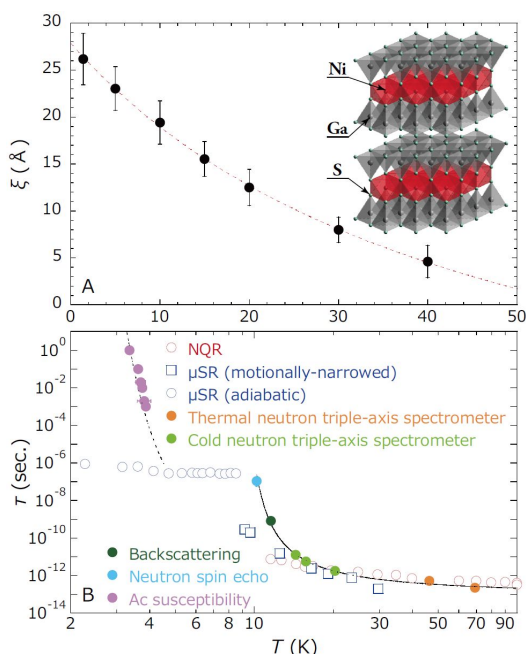 30
25
20
15
10
5
0
ξ (Å)
A
Ni
Ga
S
0 10 20 30 40 50
10⁰
10⁻²
10⁻⁴
10⁻⁶
10⁻⁸
10⁻¹⁰
10⁻¹²
10⁻¹⁴
τ (sec.)
NQR
μSR (motionally-narrowed)
μSR (adiabatic)
Thermal neutron triple-axis spectrometer
Cold neutron triple-axis spectrometer
Backscattering
Neutron spin echo
Ac susceptibility
B
2 4 6 8 10 30 50 70 90
T (K)